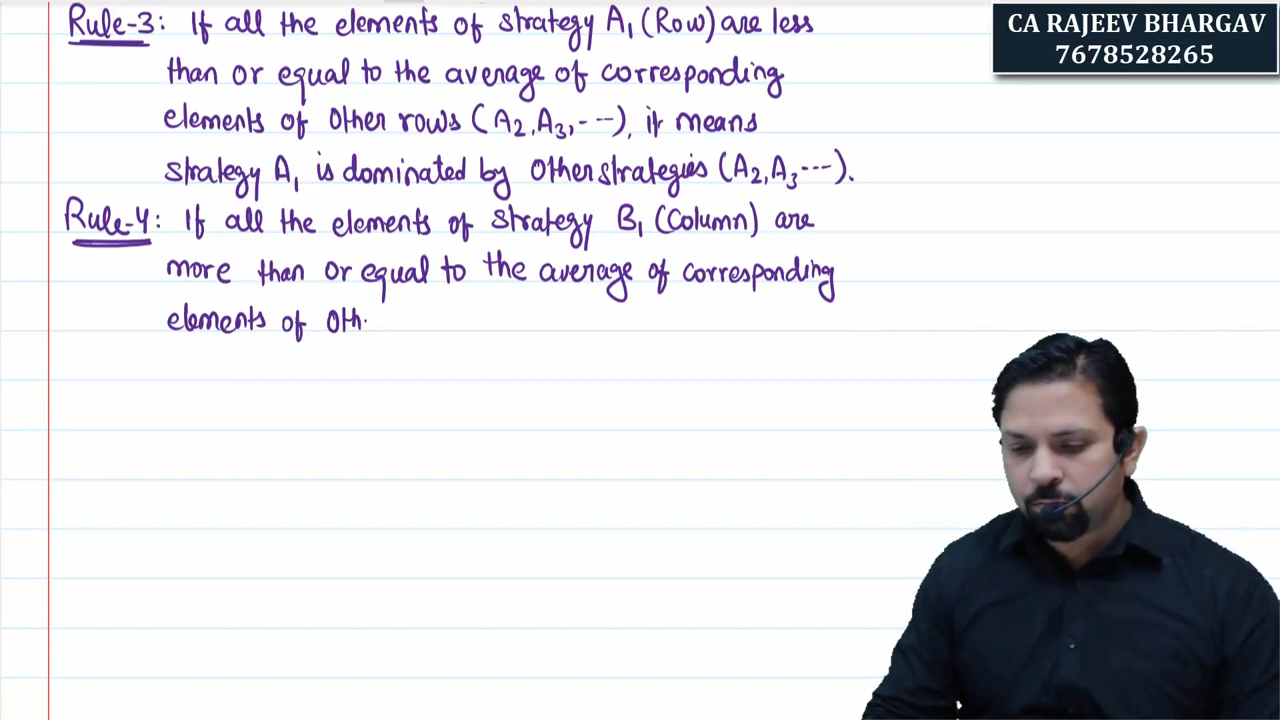 Rule-3: If all the elements of strategy A1 (Row) are less
than or equal to the average of corresponding
elements of other rows (A2, A3, ---), it means
strategy A1 is dominated by other strategies (A2, A3 ---).
Rule-4: If all the elements of strategy B1 (Column) are
more than or equal to the average of corresponding
elements of Oth
CA RAJEEV BHARGAV
7678528265